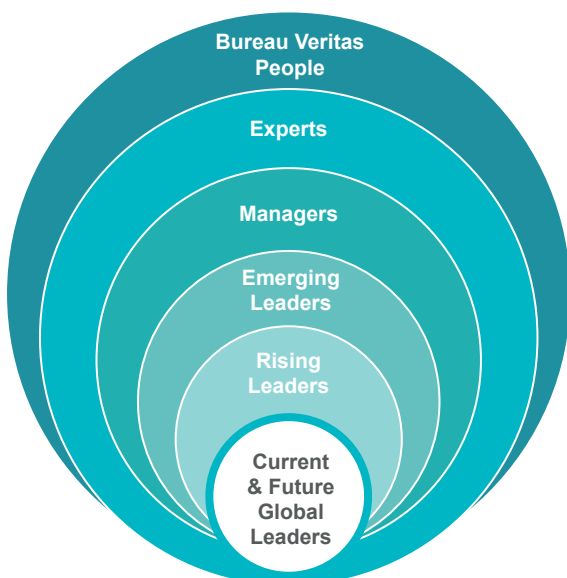 Bureau Veritas
People
Experts
Managers
Emerging
Leaders
Rising
Leaders
Current
& Future
Global
Leaders